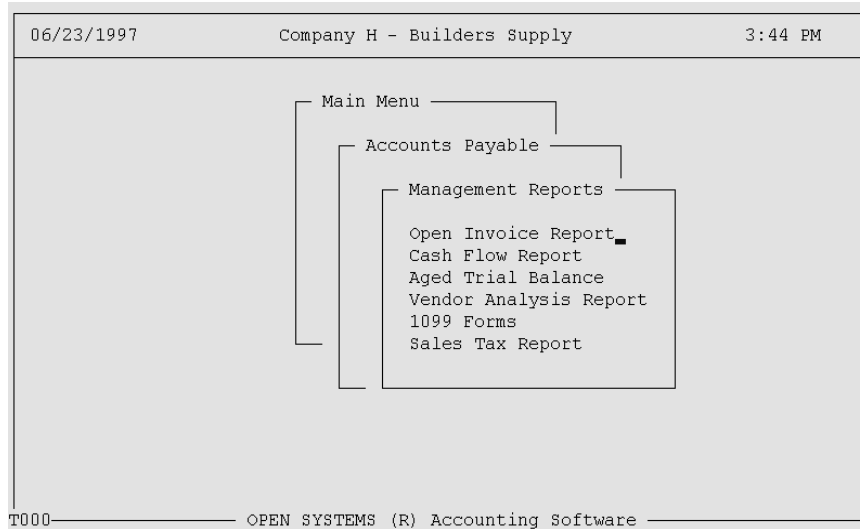 06/23/1997 Company H - Builders Supply 3:44 PM
Main Menu
Accounts Payable
Management Reports
Open Invoice Report
Cash Flow Report
Aged Trial Balance
Vendor Analysis Report
1099 Forms
Sales Tax Report
T000 OPEN SYSTEMS (R) Accounting Software